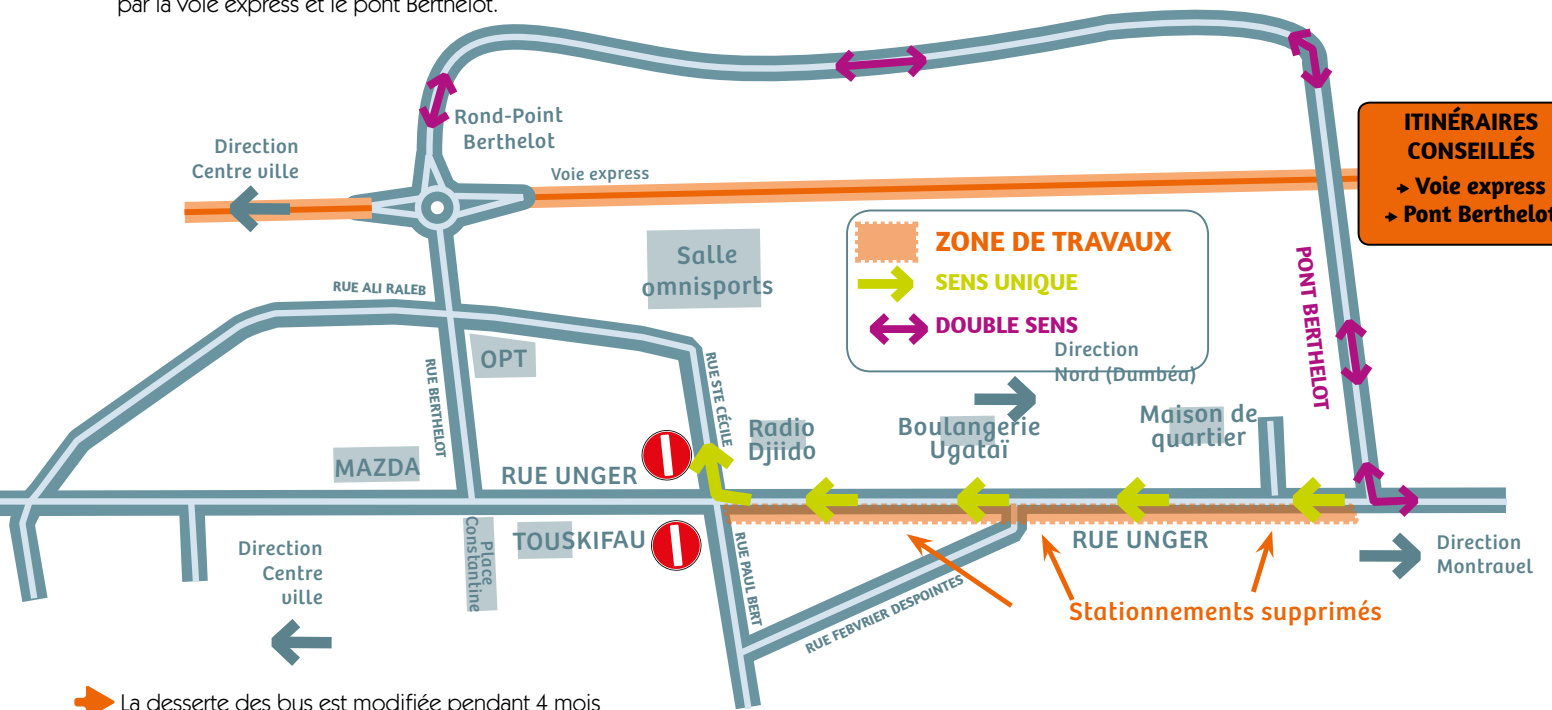 par la voie express et le pont Berthelot.
Rond-Point
Berthelot
Direction
Centre ville
Voie express
ITINÉRAIRES
CONSEILLÉS
➔ Voie express
➔ Pont Berthelot
ZONE DE TRAVAUX
SENS UNIQUE
DOUBLE SENS
Salle
omnisports
RUE ALI RALEB
PONT BERTHELOT
OPT
RUE BERTHELOT
RUE STE CÉCILE
Direction
Nord (Dumbéa)
Radio
Djiido
Boulangerie
Ugataï
Maison de
quartier
MAZDA
RUE UNGER
TOUSKIFAU
Place
Constantine
RUE PAUL BERT
RUE FEBVRIER DESPOINTES
RUE UNGER
Direction
Montravel
Direction
Centre
ville
Stationnements supprimés
La desserte des bus est modifiée pendant 4 mois